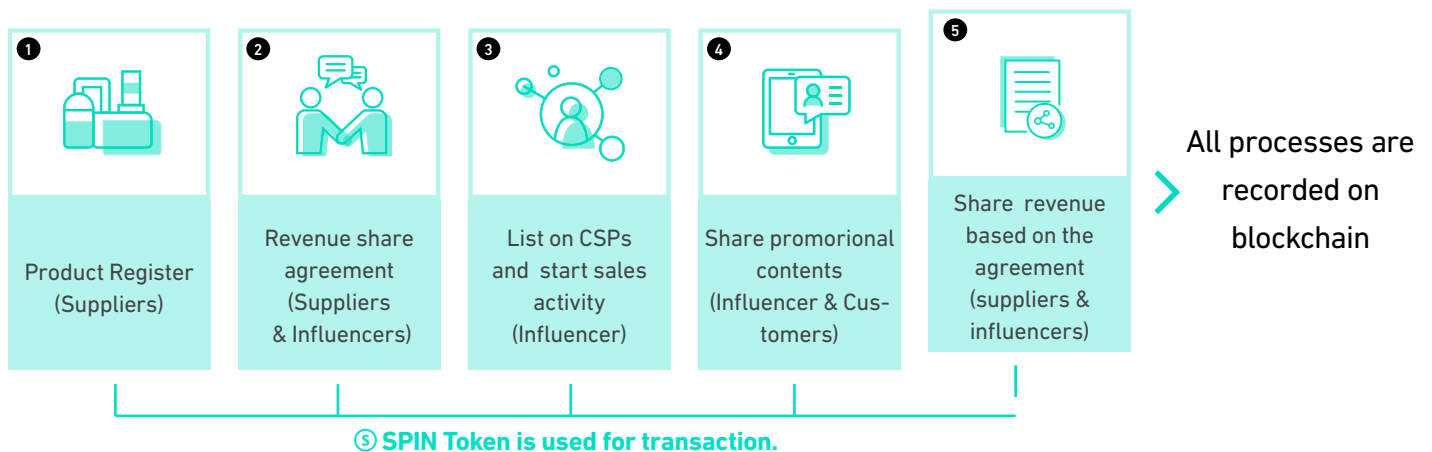 1
Product Register
(Suppliers)
2
Revenue share
agreement
(Suppliers
& Influencers)
3
List on CSPs
and start sales
activity
(Influencer)
4
Share promorional
contents
(Influencer & Cus-
tomers)
5
Share revenue
based on the
agreement
(suppliers &
influencers)
All processes are
recorded on
blockchain
Ⓢ SPIN Token is used for transaction.